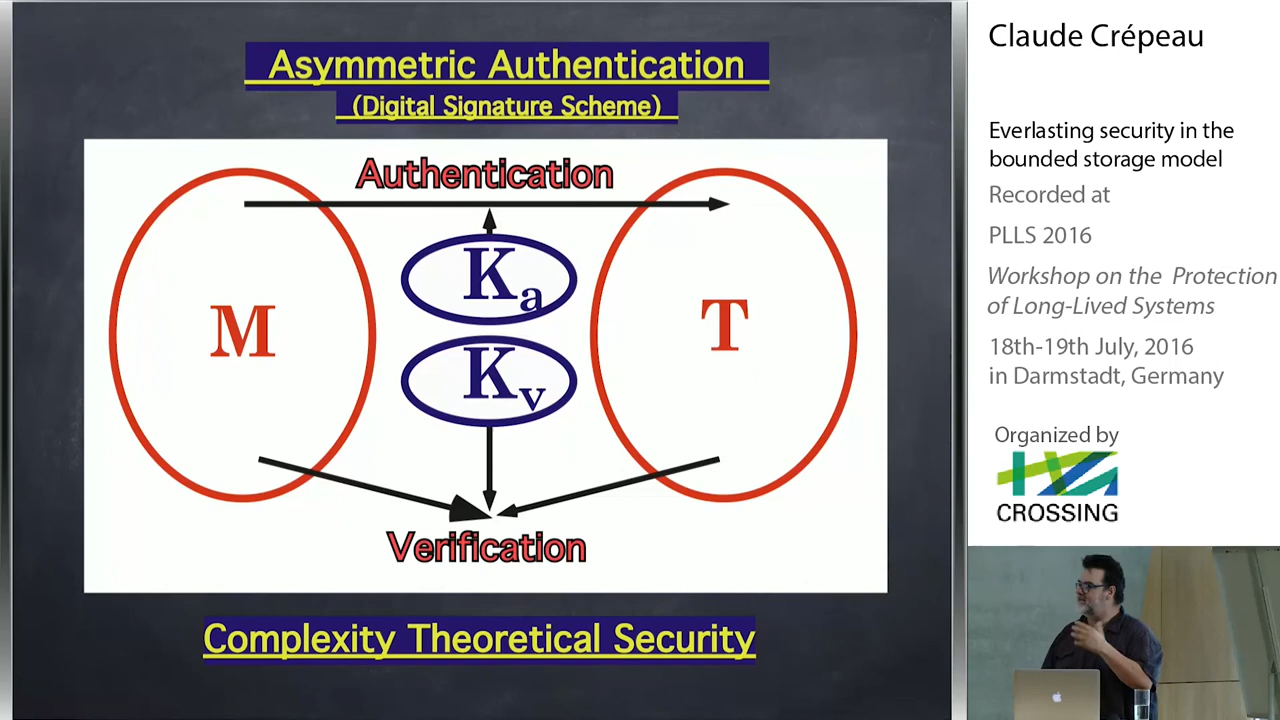 Asymmetric Authentication
(Digital Signature Scheme)
Authentication
Ka
M
T
Kv
Verification
Complexity Theoretical Security
Claude Crépeau
Everlasting security in the
bounded storage model
Recorded at
PLLS 2016
Workshop on the Protection
of Long-Lived Systems
18th-19th July, 2016
in Darmstadt, Germany
Organized by
CROSSING